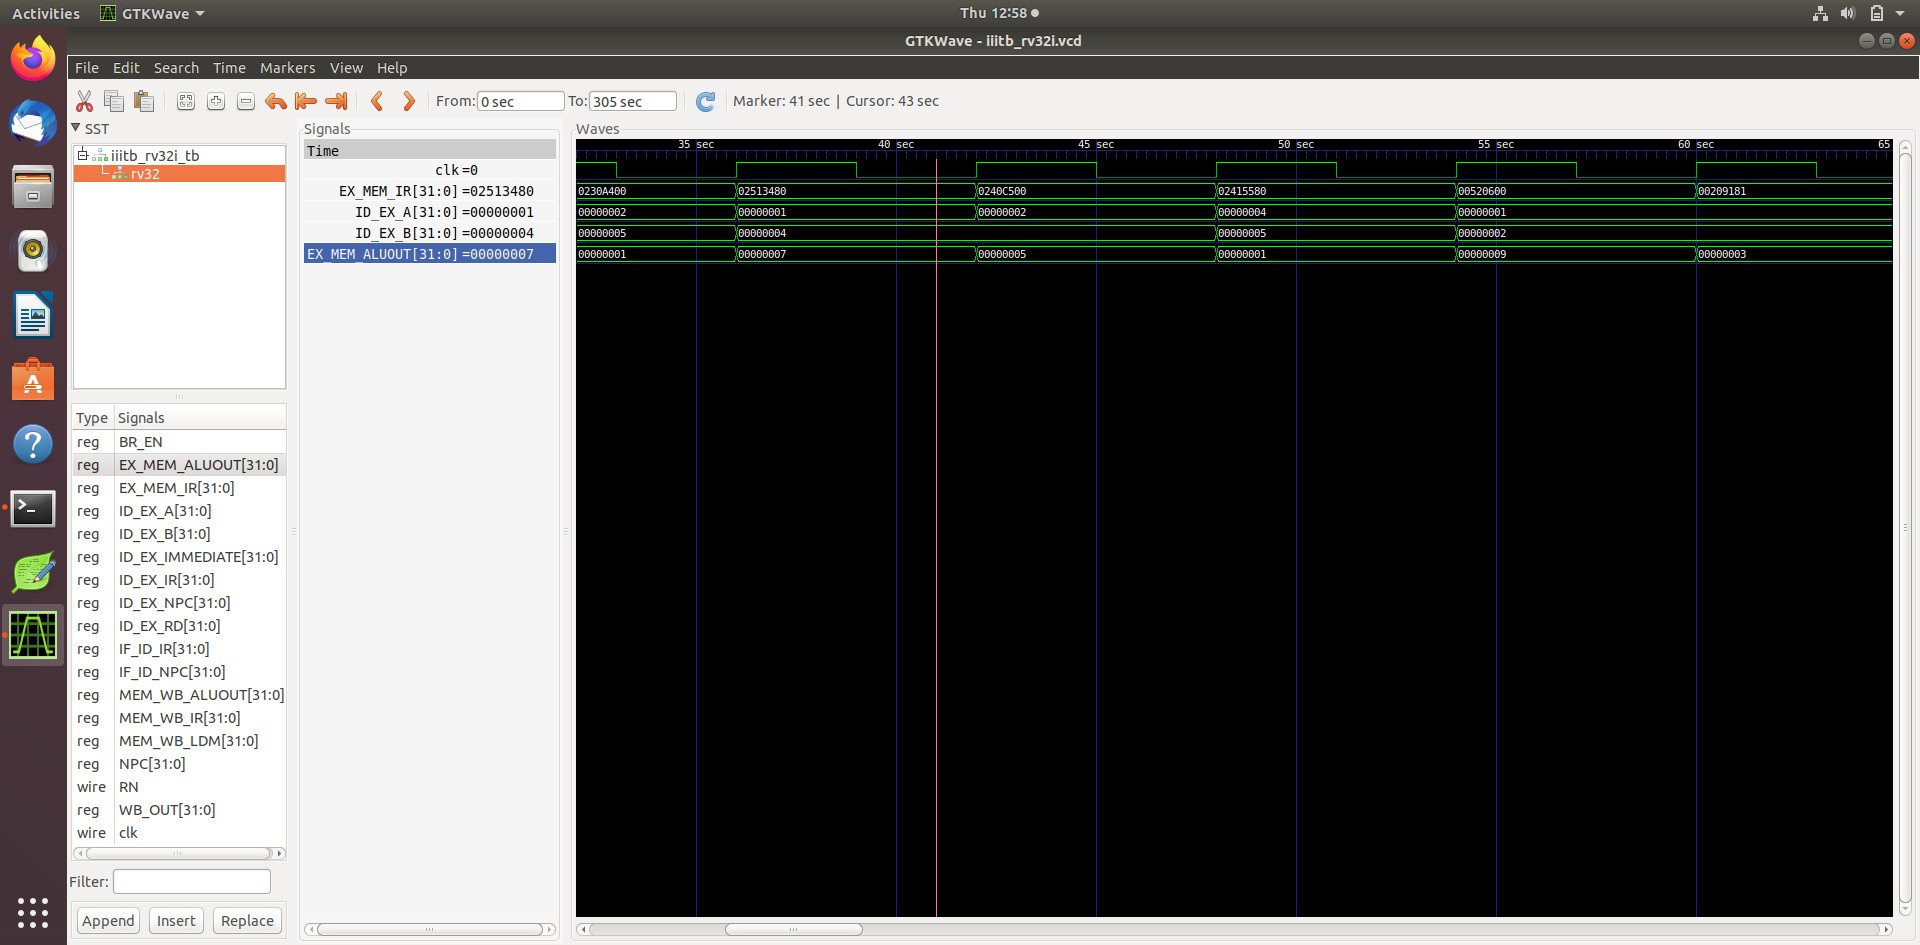 Activities GTKWave Thu 12:58
GTKWave - iiitb_rv32i.vcd
File Edit Search Time Markers View Help
From: 0 sec To: 305 sec Marker: 41 sec | Cursor: 43 sec
SST
iiitb_rv32i_tb
rv32
Type Signals
reg BR_EN
reg EX_MEM_ALUOUT[31:0]
reg EX_MEM_IR[31:0]
reg ID_EX_A[31:0]
reg ID_EX_B[31:0]
reg ID_EX_IMMEDIATE[31:0]
reg ID_EX_IR[31:0]
reg ID_EX_NPC[31:0]
reg ID_EX_RD[31:0]
reg IF_ID_IR[31:0]
reg IF_ID_NPC[31:0]
reg MEM_WB_ALUOUT[31:0]
reg MEM_WB_IR[31:0]
reg MEM_WB_LDM[31:0]
reg NPC[31:0]
wire RN
reg WB_OUT[31:0]
wire clk
Filter:
Append Insert Replace
Signals
Time
clk =0
EX_MEM_IR[31:0] =02513480
ID_EX_A[31:0] =00000001
ID_EX_B[31:0] =00000004
EX_MEM_ALUOUT[31:0] =00000007
Waves
35 sec 40 sec 45 sec 50 sec 55 sec 60 sec 65
0230A400 02513480 0240C500 02415580 00520600 00209181
00000002 00000001 00000002 00000004 00000001
00000005 00000004 00000005 00000002
00000001 00000007 00000005 00000001 00000009 00000003